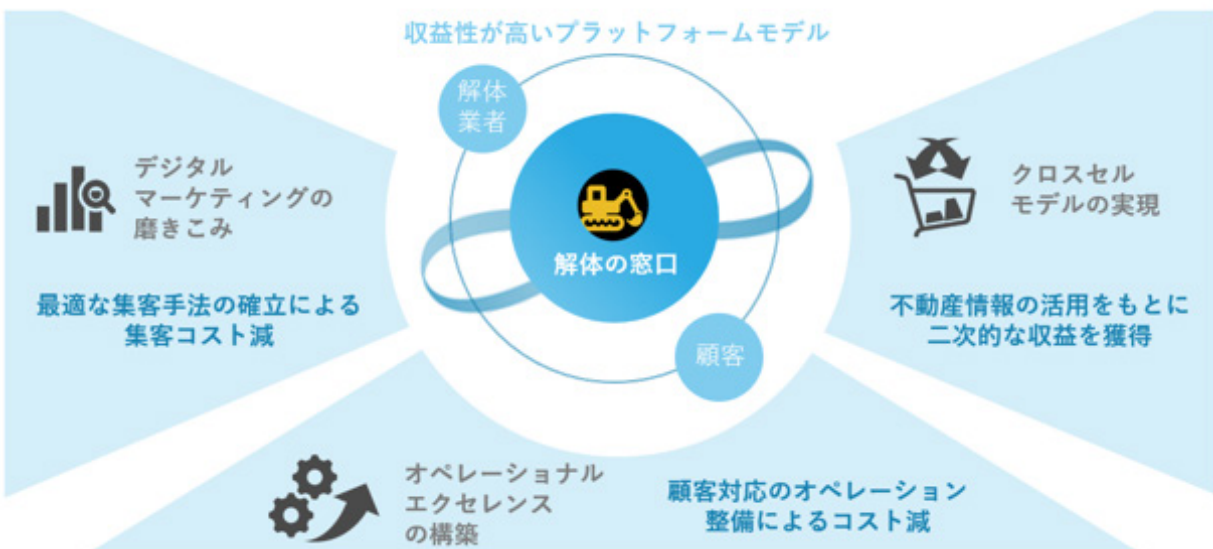 収益性が高いプラットフォームモデル
解体
業者
解体の窓口
顧客
デジタル
マーケティングの
磨きこみ
最適な集客手法の確立による
集客コスト減
クロスセル
モデルの実現
不動産情報の活用をもとに
二次的な収益を獲得
オペレーショナル
エクセレンス
の構築
顧客対応のオペレーション
整備によるコスト減